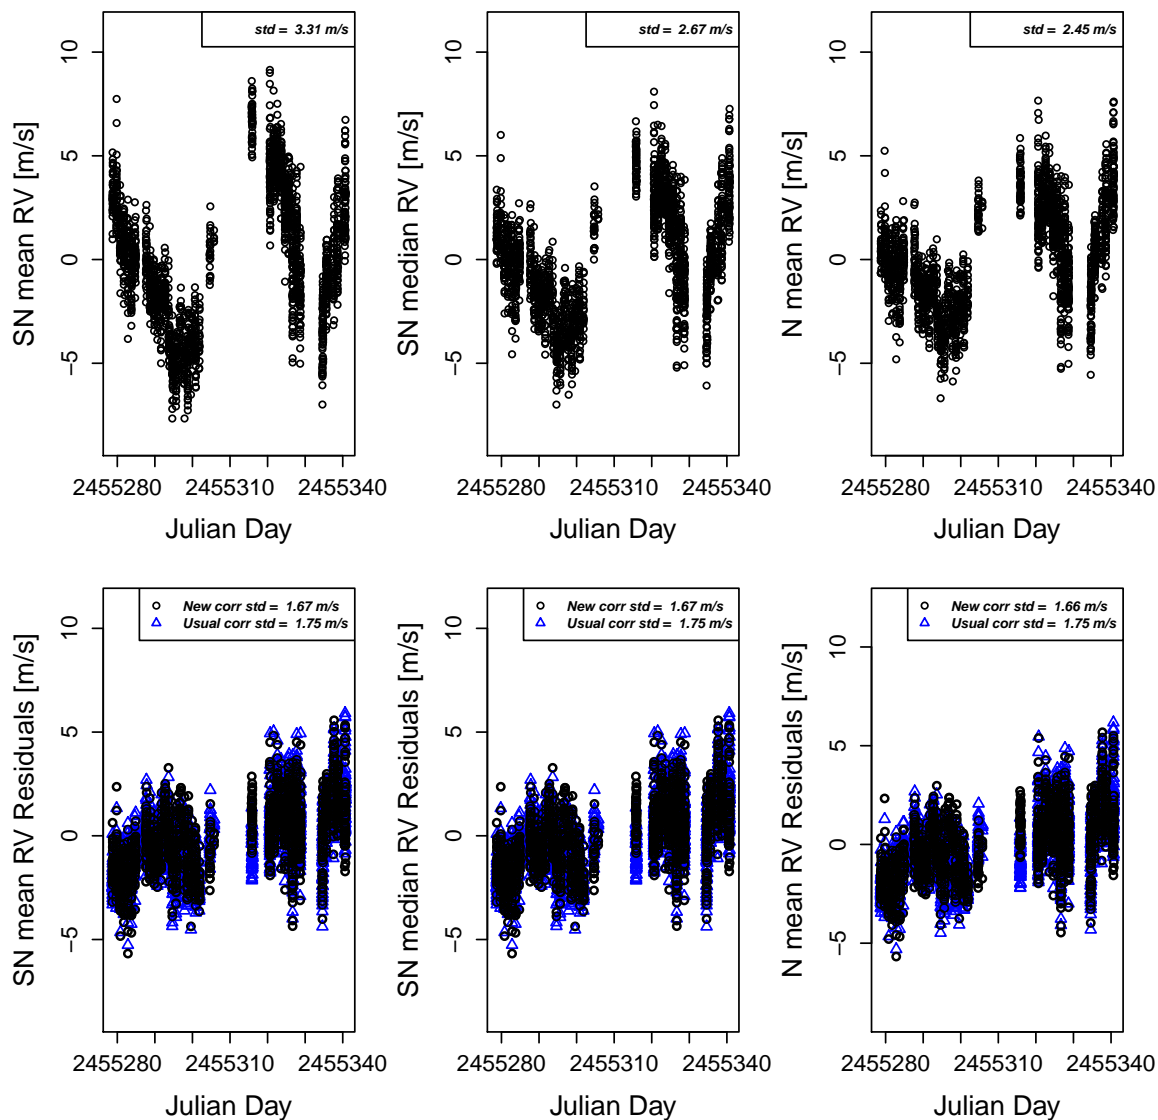 std = 3.31 m/s
10
5
0
−5
SN mean RV [m/s]
2455280
2455310
2455340
Julian Day
std = 2.67 m/s
10
5
0
−5
SN median RV [m/s]
2455280
2455310
2455340
Julian Day
std = 2.45 m/s
10
5
0
−5
N mean RV [m/s]
2455280
2455310
2455340
Julian Day
New corr std = 1.67 m/s
Usual corr std = 1.75 m/s
10
5
0
−5
SN mean RV Residuals [m/s]
2455280
2455310
2455340
Julian Day
New corr std = 1.67 m/s
Usual corr std = 1.75 m/s
10
5
0
−5
SN median RV Residuals [m/s]
2455280
2455310
2455340
Julian Day
New corr std = 1.66 m/s
Usual corr std = 1.75 m/s
10
5
0
−5
N mean RV Residuals [m/s]
2455280
2455310
2455340
Julian Day